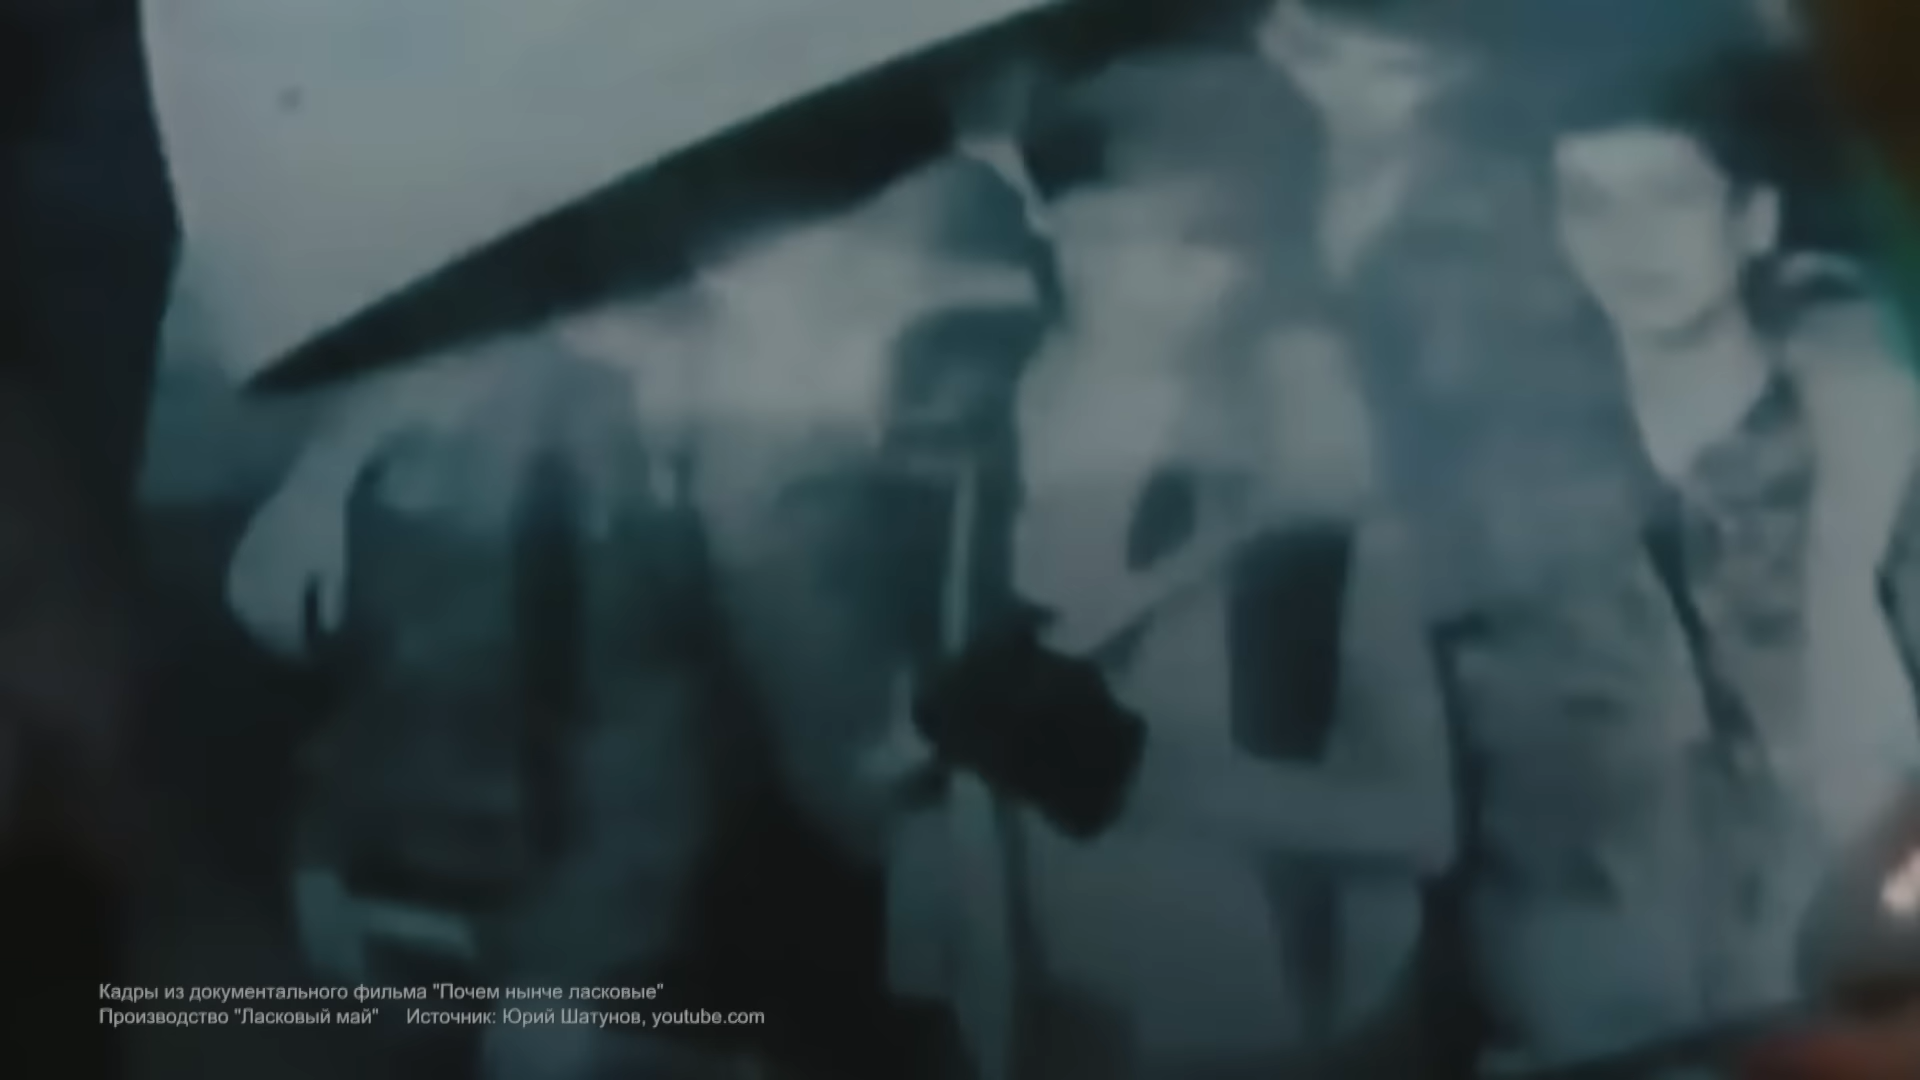 Кадры из документального фильма "Почем нынче ласковые"
Производство "Ласковый май" Источник: Юрий Шатунов, youtube.com